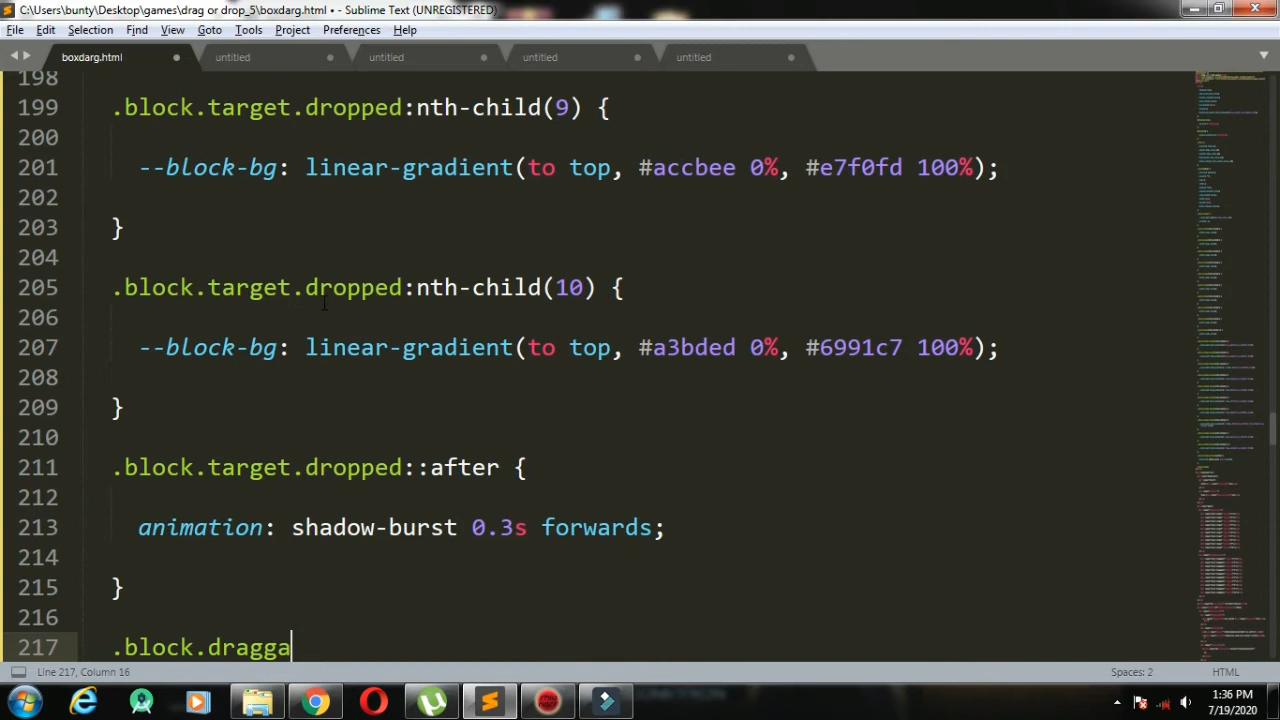 C:\Users\bunty\Desktop\games\drag or drop_5\boxdarg.html • - Sublime Text (UNREGISTERED)
File Edit Selection Find View Goto Tools Project Preferences Help
boxdarg.html untitled untitled untitled untitled
198
199 .block.target.dropped:nth-child(9) {
200
201 --block-bg: linear-gradient(to top, #accbee 0%, #e7f0fd 100%);
202
203 }
204
205 .block.target.dropped:nth-child(10) {
206
207 --block-bg: linear-gradient(to top, #a3bded 0%, #6991c7 100%);
208
209 }
210
211 .block.target.dropped::after {
212
213 animation: shadow-burst forwards;
214
215 }
216
217 .block.dragga
Line 217, Column 16 Spaces: 2 HTML
1:36 PM
7/19/2020